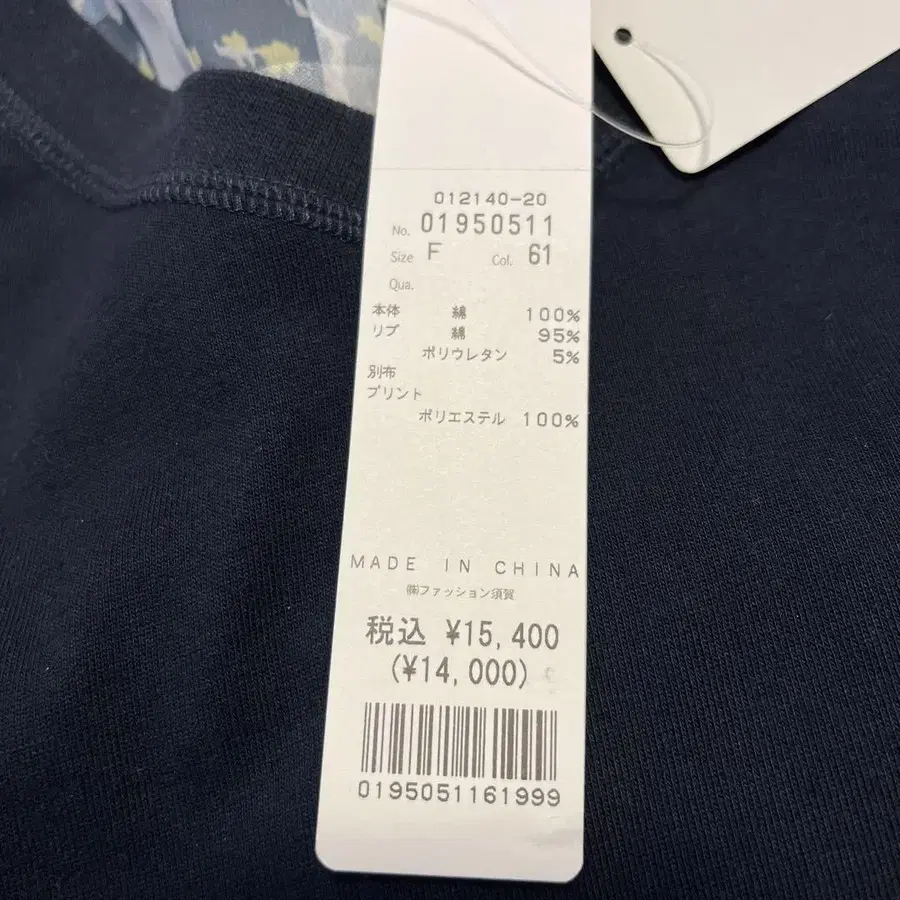 012140-20
No. 01950511
Size F Col. 61
Qua.
本体 綿 100%
リブ 綿 95%
ポリウレタン 5%
別布
プリント
ポリエステル 100%
MADE IN CHINA
㈱ファッション須賀
税込 ¥15,400
(¥14,000)
0195051161999